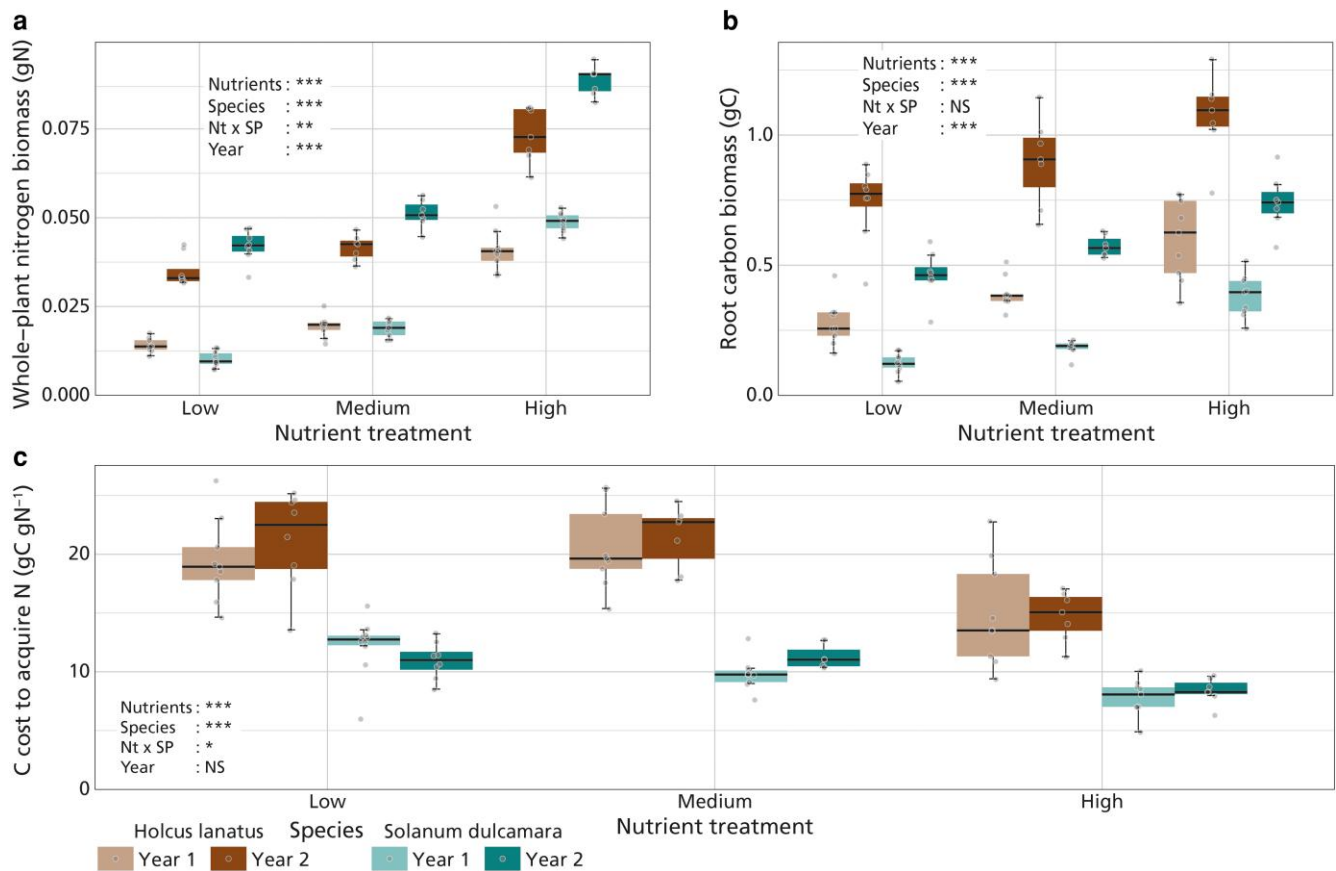 a
Whole–plant nitrogen biomass (gN)
0.075
0.050
0.025
0.000
Nutrients : ***
Species : ***
Nt x SP : **
Year : ***
Low
Medium
High
Nutrient treatment
b
Root carbon biomass (gC)
1.0
0.5
0.0
Nutrients : ***
Species : ***
Nt x SP : NS
Year : ***
Low
Medium
High
Nutrient treatment
c
C cost to acquire N (gC gN⁻¹)
20
10
0
Nutrients : ***
Species : ***
Nt x SP : *
Year : NS
Low
Medium
High
Nutrient treatment
Holcus lanatus Species Solanum dulcamara
Year 1 Year 2 Year 1 Year 2